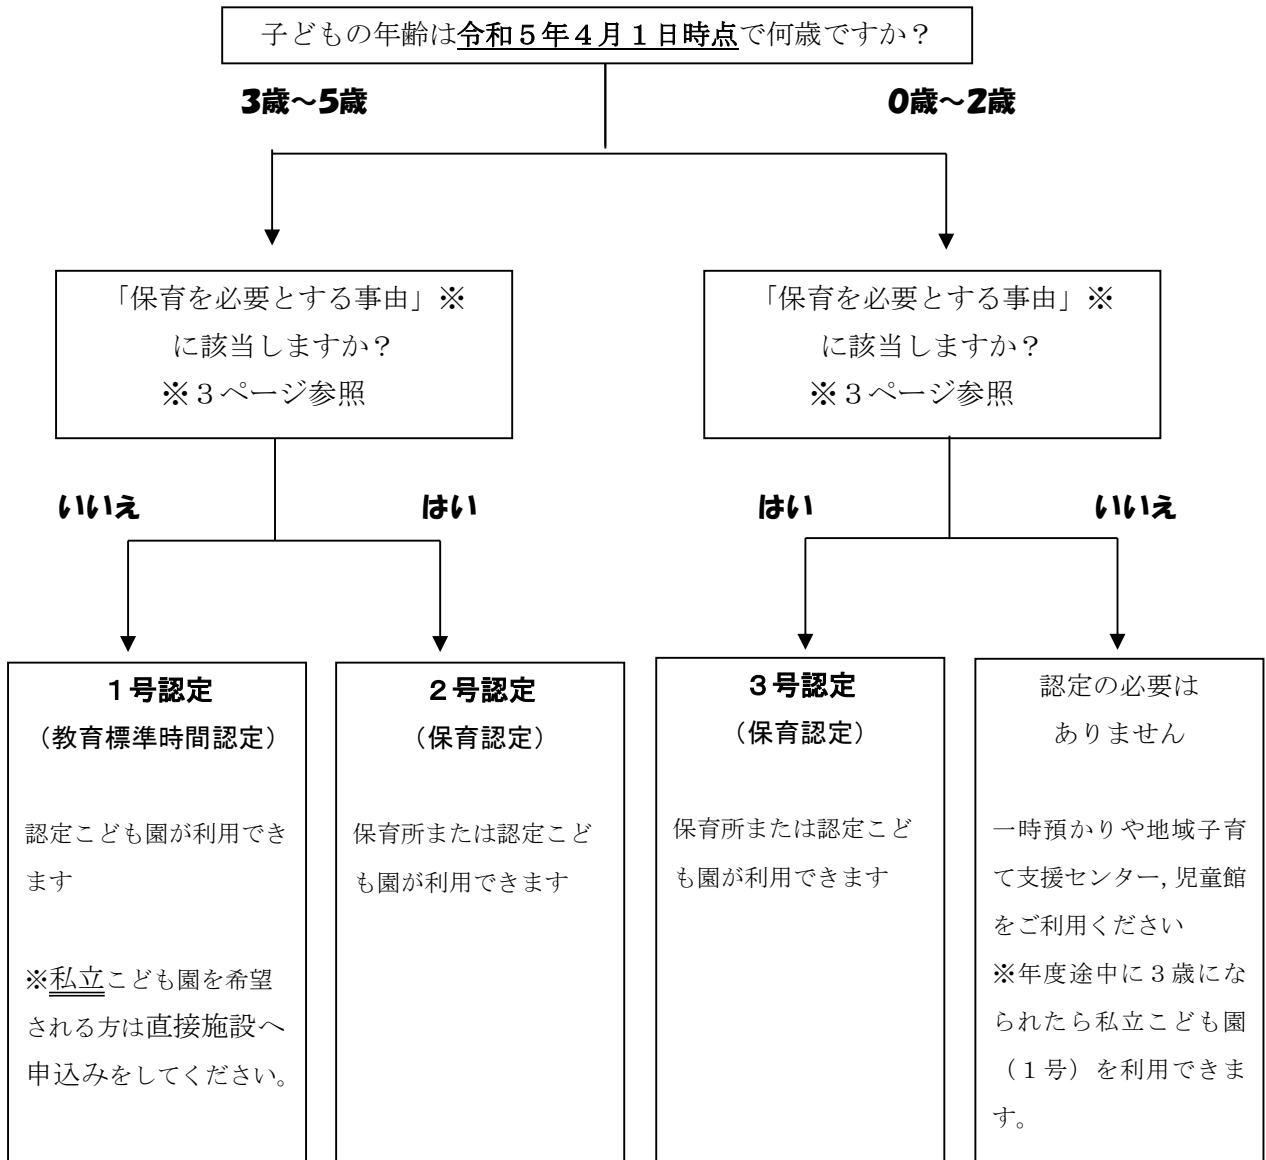 子どもの年齢は令和５年４月１日時点で何歳ですか？
3歳～5歳
0歳～2歳
「保育を必要とする事由」※
に該当しますか？
※３ページ参照
「保育を必要とする事由」※
に該当しますか？
※３ページ参照
いいえ
はい
はい
いいえ
１号認定
（教育標準時間認定）
認定こども園が利用でき
ます
※私立こども園を希望
される方は直接施設へ
申込みをしてください。
２号認定
（保育認定）
保育所または認定こど
も園が利用できます
３号認定
（保育認定）
保育所または認定こど
も園が利用できます
認定の必要は
ありません
一時預かりや地域子育
て支援センター,児童館
をご利用ください
※年度途中に３歳にな
られたら私立こども園
（１号）を利用できま
す。